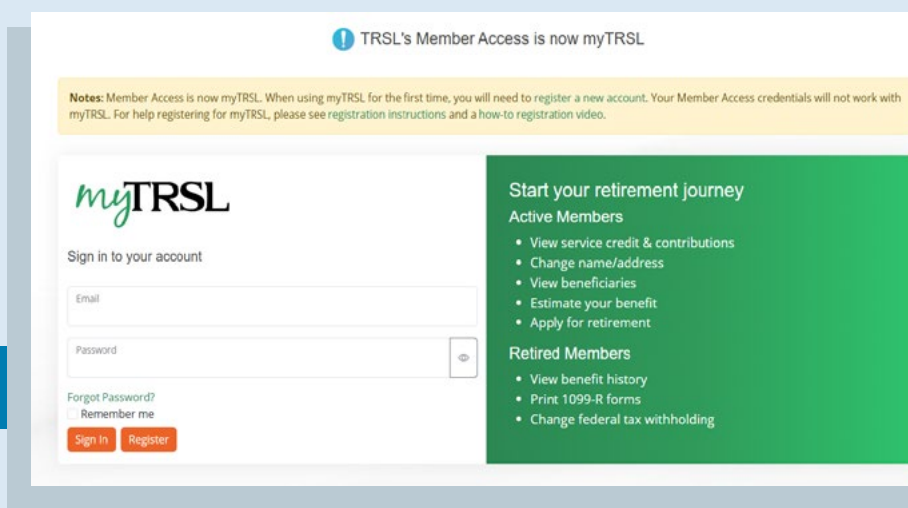 TRSL's Member Access is now myTRSL
Notes: Member Access is now myTRSL. When using myTRSL for the first time, you will need to register a new account. Your Member Access credentials will not work with
myTRSL. For help registering for myTRSL, please see registration instructions and a how-to registration video.
myTRSL
Sign in to your account
Email
Password
Forgot Password?
Remember me
Sign In Register
Start your retirement journey
Active Members
• View service credit & contributions
• Change name/address
• View beneficiaries
• Estimate your benefit
• Apply for retirement
Retired Members
• View benefit history
• Print 1099-R forms
• Change federal tax withholding